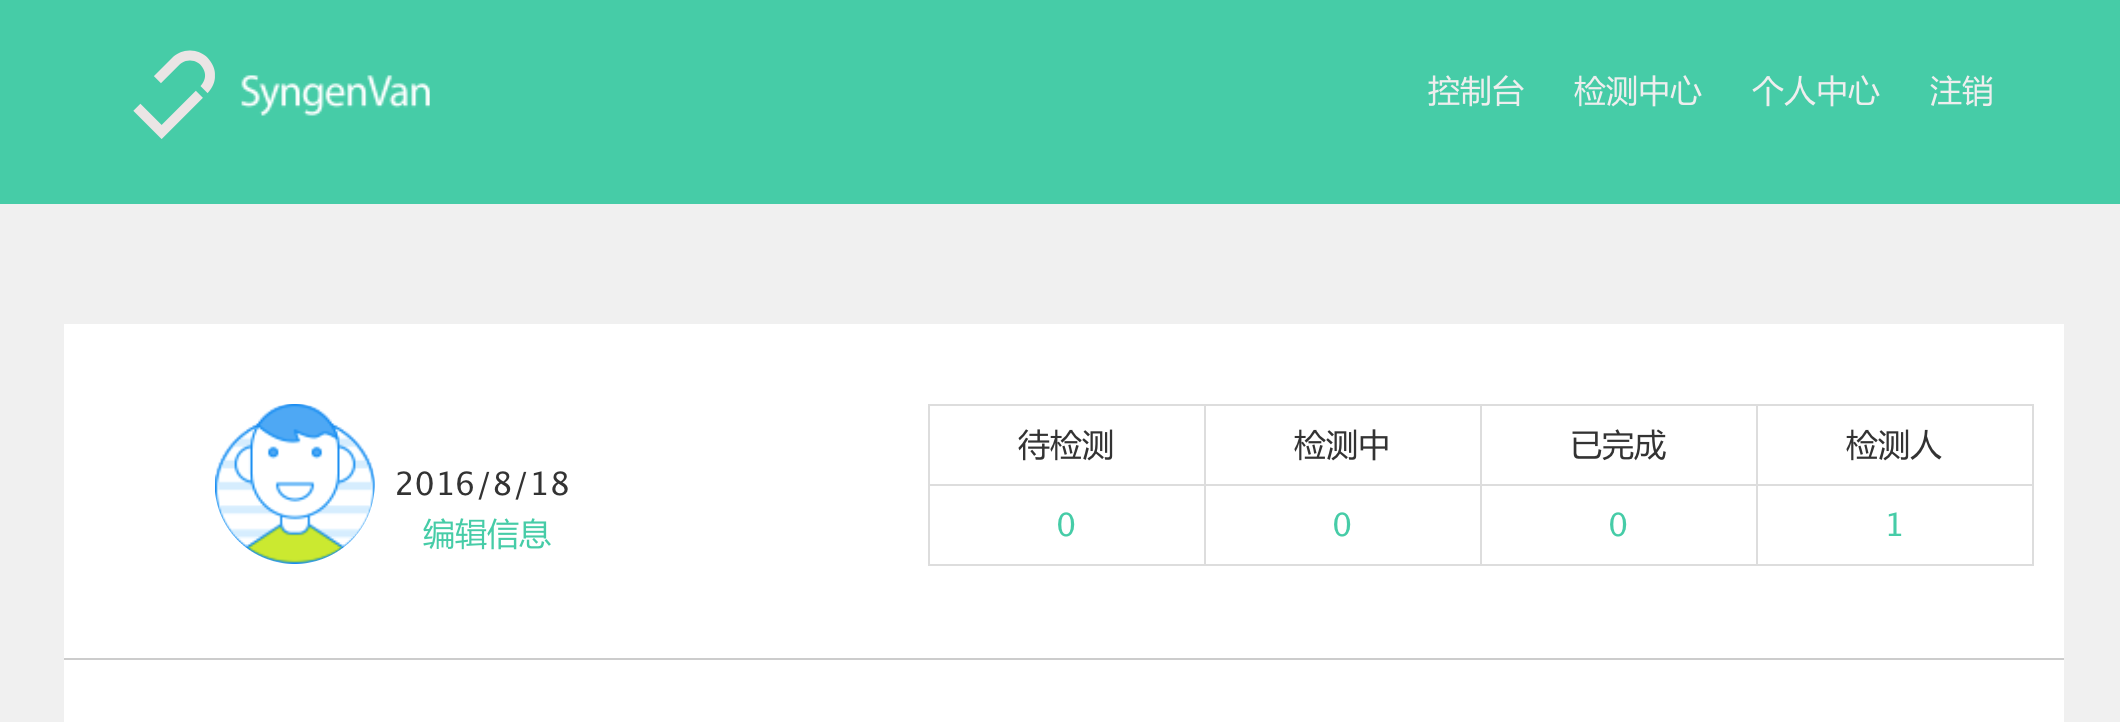 SyngenVan 控制台 检测中心 个人中心 注销
2016/8/18
编辑信息
待检测 检测中 已完成 检测人
0 0 0 1